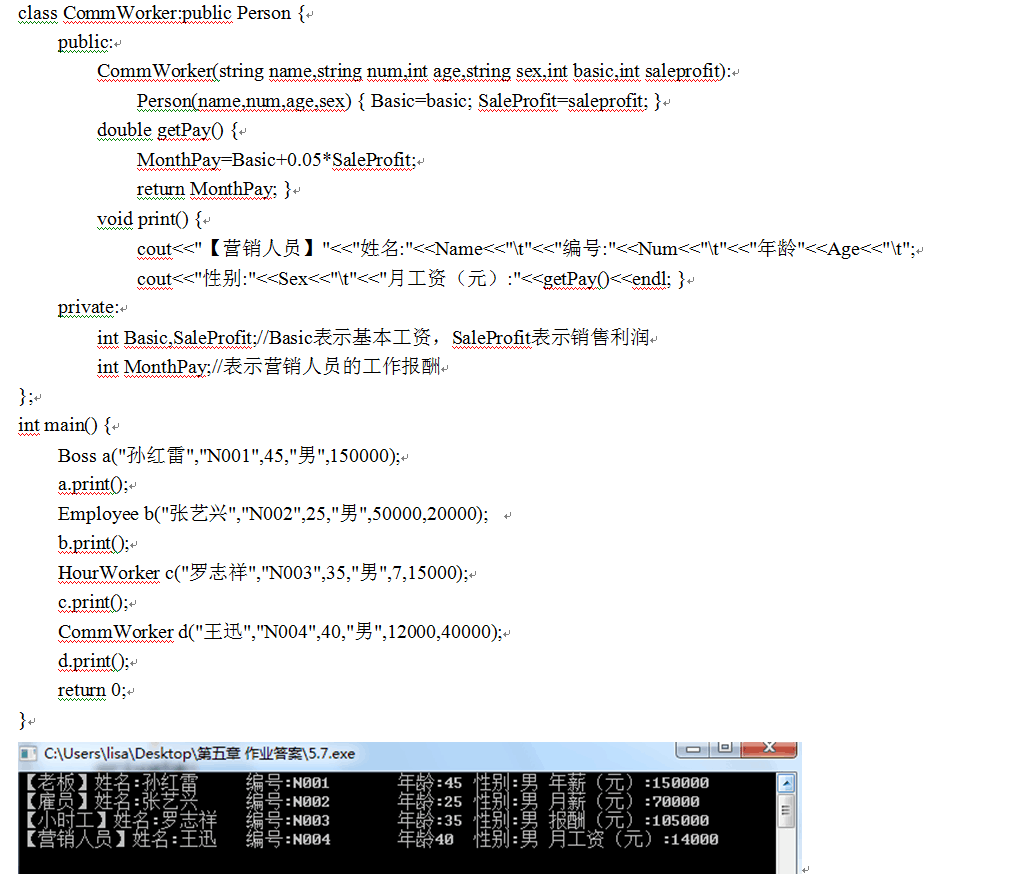 class CommWorker:public Person {
public:
CommWorker(string name,string num,int age,string sex,int basic,int saleprofit):
Person(name,num,age,sex) { Basic=basic; SaleProfit=saleprofit; }
double getPay() {
MonthPay=Basic+0.05*SaleProfit;
return MonthPay; }
void print() {
cout<<"【营销人员】"<<"姓名:"<<Name<<"\t"<<"编号:"<<Num<<"\t"<<"年龄"<<Age<<"\t";
cout<<"性别:"<<Sex<<"\t"<<"月工资（元）:"<<getPay()<<endl; }
private:
int Basic,SaleProfit;//Basic表示基本工资，SaleProfit表示销售利润
int MonthPay;//表示营销人员的工作报酬
};
int main() {
Boss a("孙红雷","N001",45,"男",150000);
a.print();
Employee b("张艺兴","N002",25,"男",50000,20000);
b.print();
HourWorker c("罗志祥","N003",35,"男",7,15000);
c.print();
CommWorker d("王迅","N004",40,"男",12000,40000);
d.print();
return 0;
}
C:\Users\lisa\Desktop\第五章 作业答案\5.7.exe
【老板】姓名:孙红雷 编号:N001 年龄:45 性别:男 年薪（元）:150000
【雇员】姓名:张艺兴 编号:N002 年龄:25 性别:男 月薪（元）:70000
【小时工】姓名:罗志祥 编号:N003 年龄:35 性别:男 报酬（元）:105000
【营销人员】姓名:王迅 编号:N004 年龄40 性别:男 月工资（元）:14000